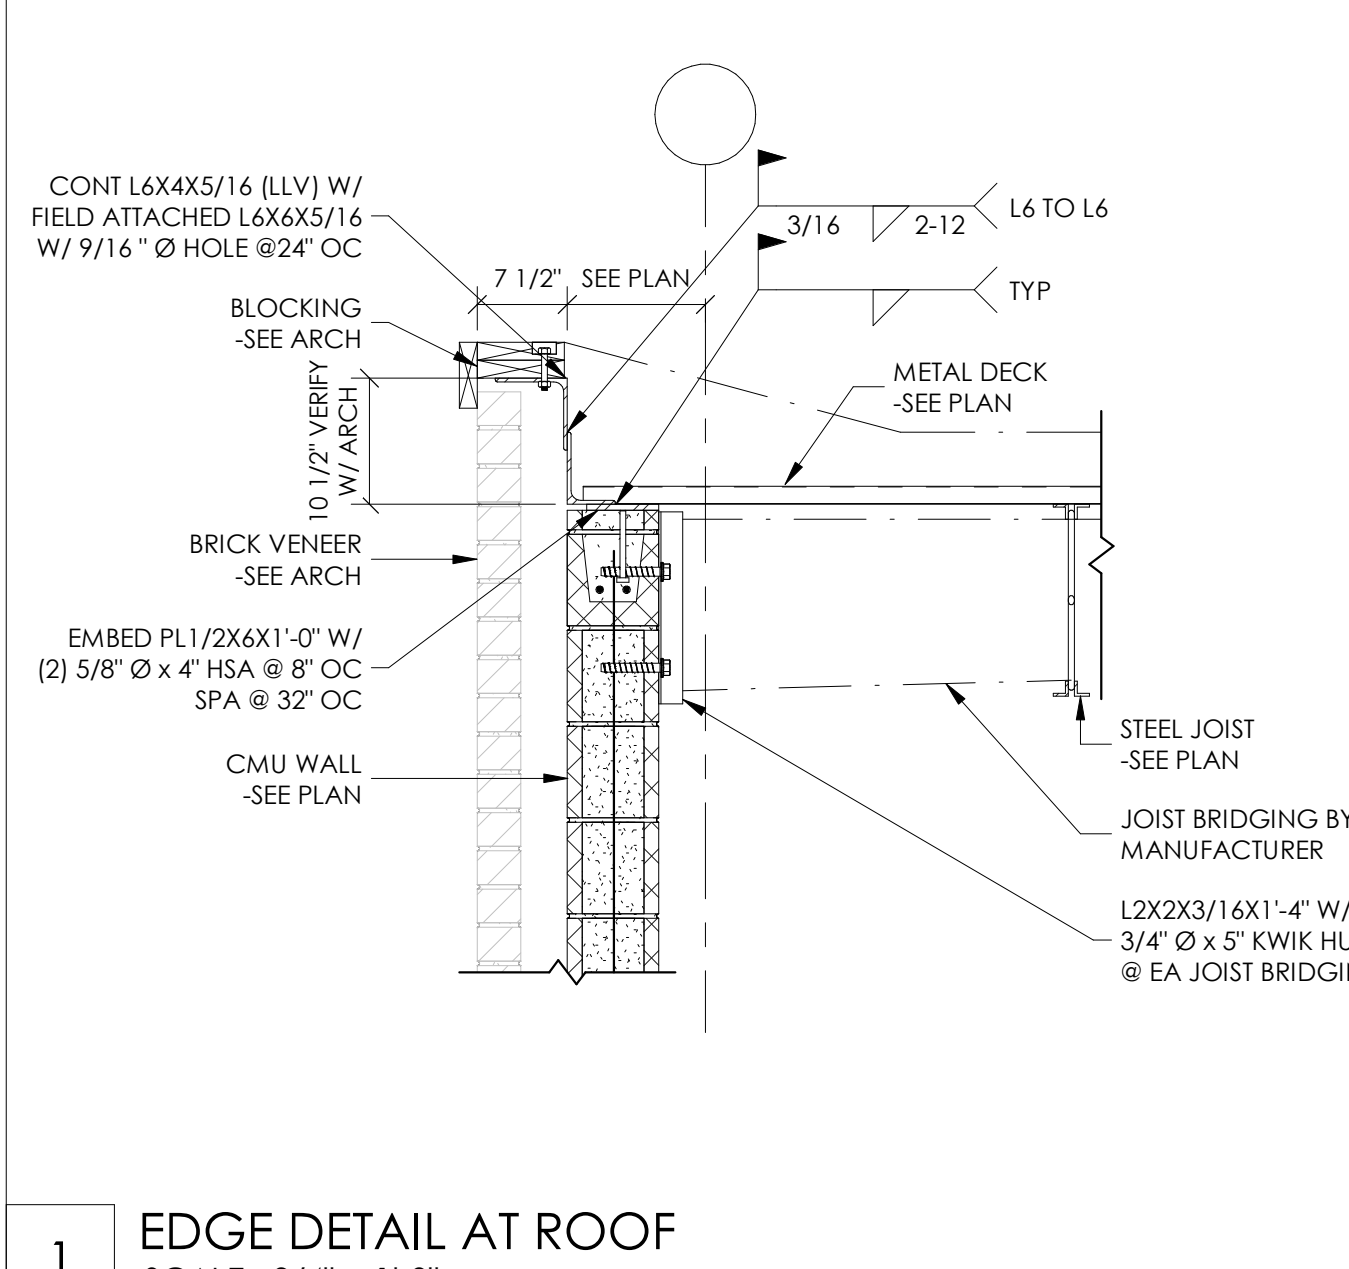 CONT L6X4X5/16 (LLV) W/
FIELD ATTACHED L6X6X5/16
W/ 9/16 " Ø HOLE @24" OC
3/16
2-12
L6 TO L6
TYP
7 1/2"
SEE PLAN
BLOCKING
-SEE ARCH
10 1/2" VERIFY
W/ ARCH
METAL DECK
-SEE PLAN
BRICK VENEER
-SEE ARCH
EMBED PL1/2X6X1'-0" W/
(2) 5/8" Ø x 4" HSA @ 8" OC
SPA @ 32" OC
CMU WALL
-SEE PLAN
STEEL JOIST
-SEE PLAN
JOIST BRIDGING BY
MANUFACTURER
L2X2X3/16X1'-4" W/
3/4" Ø x 5" KWIK
@ EA JOIST
1
EDGE DETAIL AT ROOF